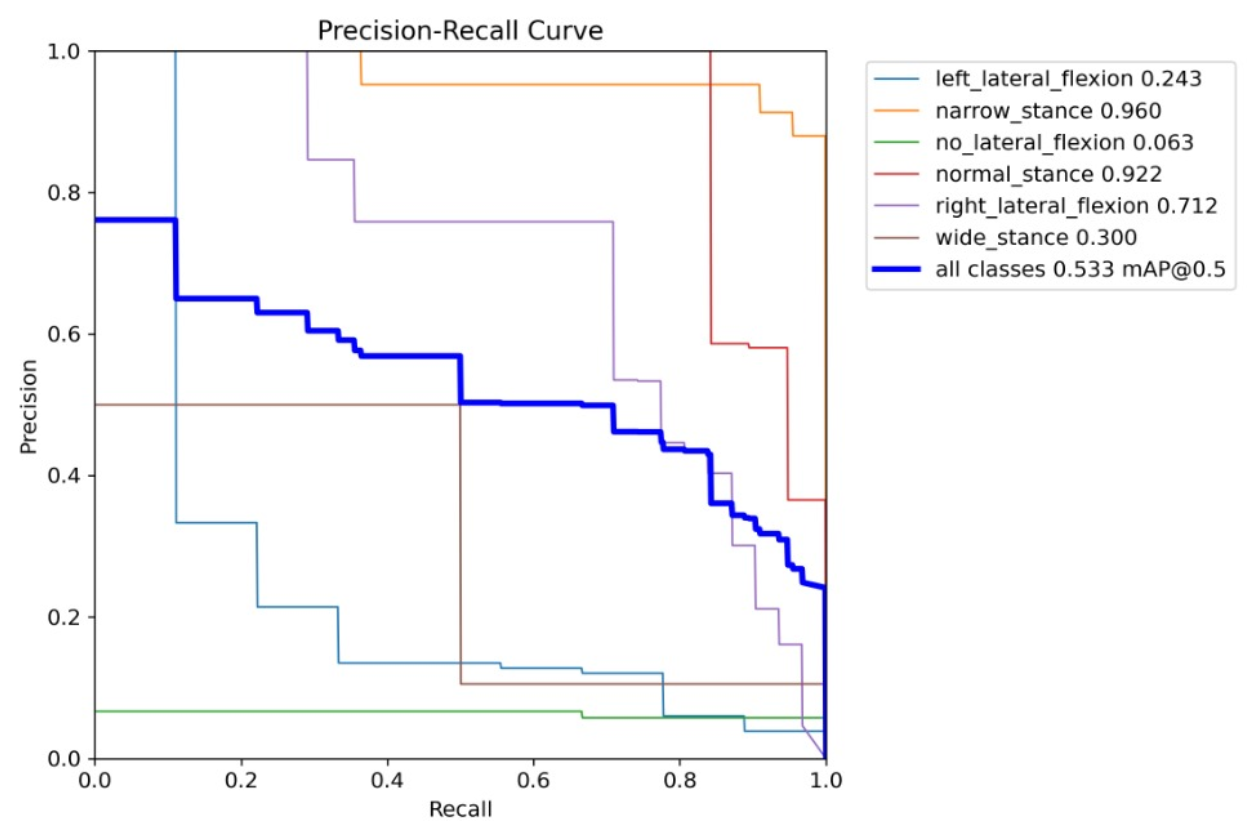 Precision-Recall Curve
1.0
0.8
0.6
0.4
0.2
0.0
Precision
0.0 0.2 0.4 0.6 0.8 1.0
Recall
left_lateral_flexion 0.243
narrow_stance 0.960
no_lateral_flexion 0.063
normal_stance 0.922
right_lateral_flexion 0.712
wide_stance 0.300
all classes 0.533 mAP@0.5